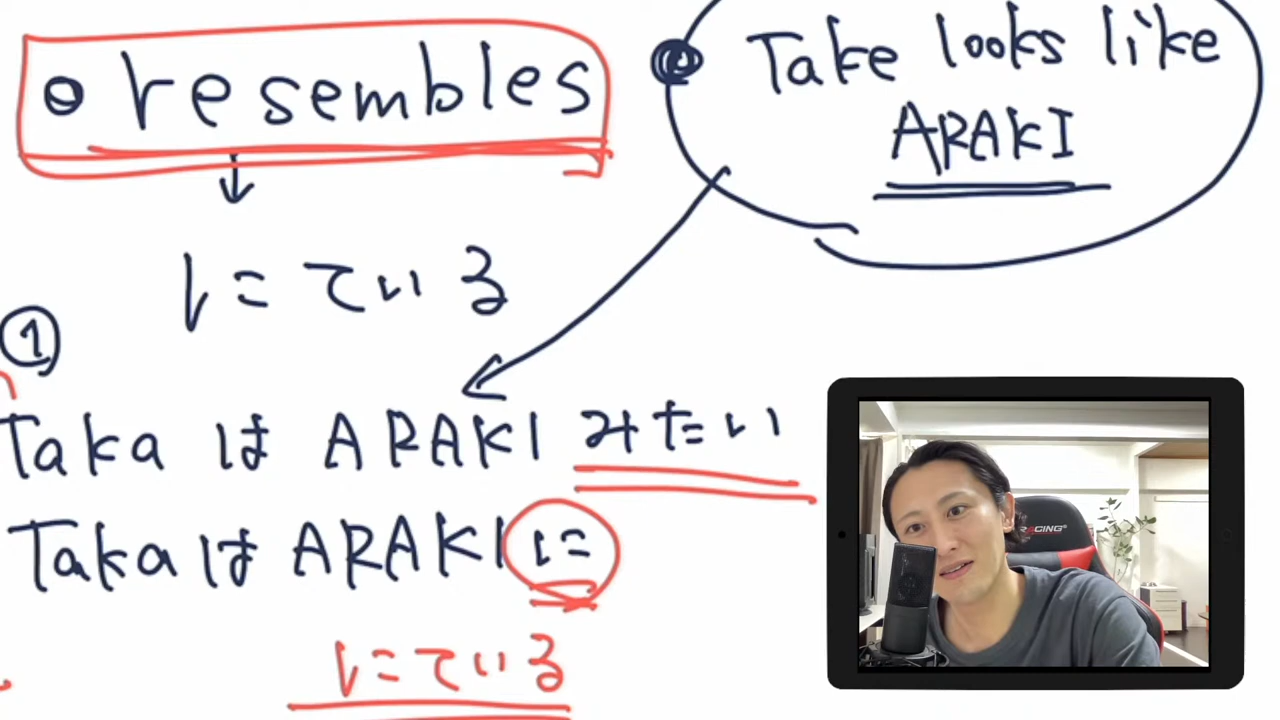 resembles
Take looks like
ARAKI
にている
①
Taka は ARAKI みたい
Taka は ARAKI に
にている